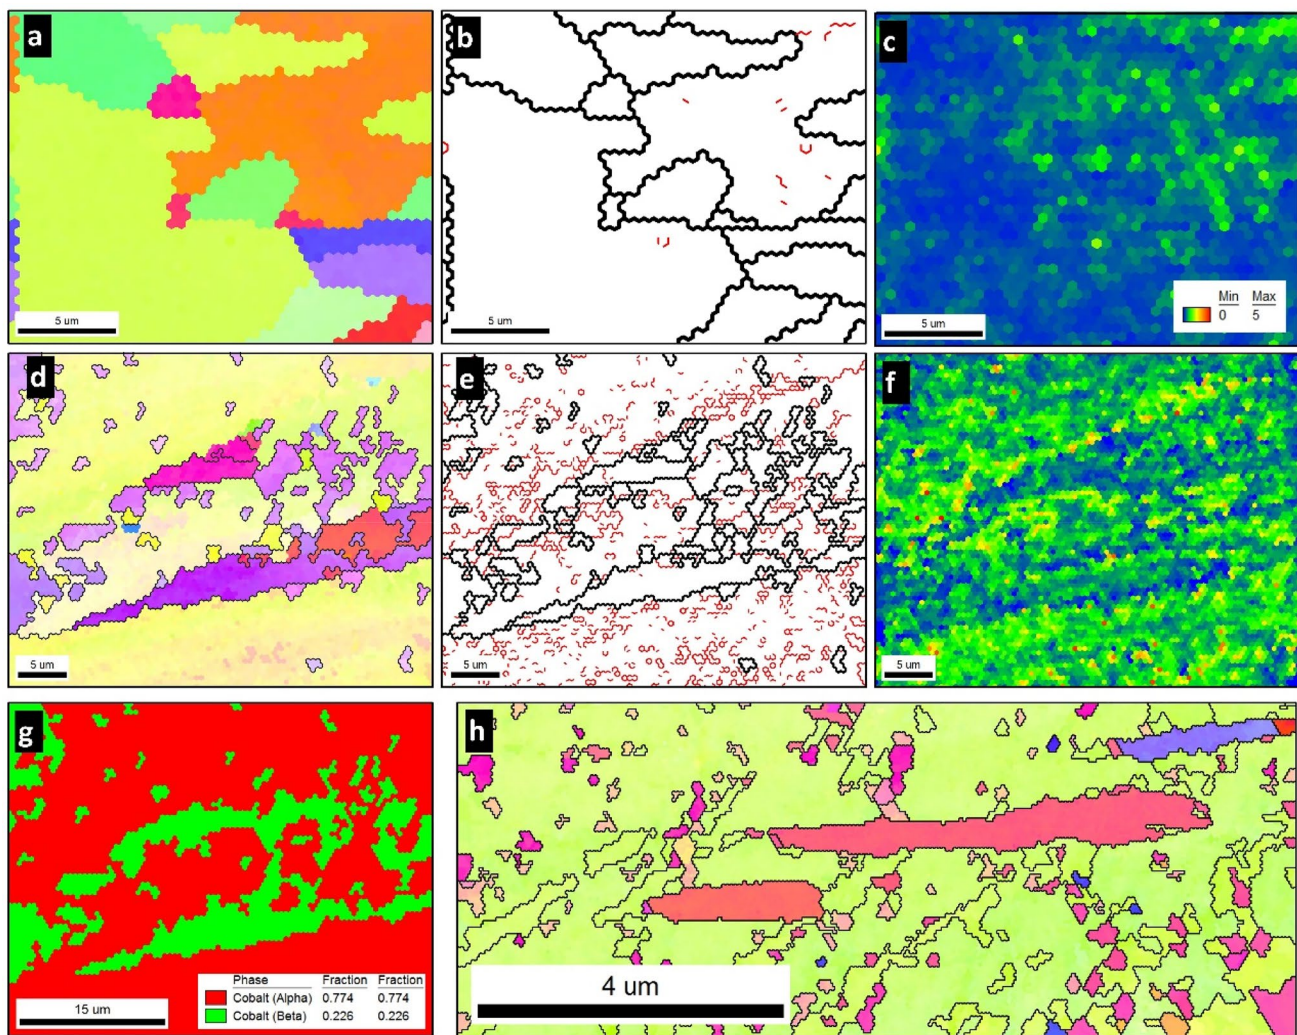 a
b
c
5 um
5 um
5 um
Min Max
0 5
d
e
f
5 um
5 um
5 um
g
h
15 um
Phase Fraction Fraction
Cobalt (Alpha) 0.774 0.774
Cobalt (Beta) 0.226 0.226
4 um